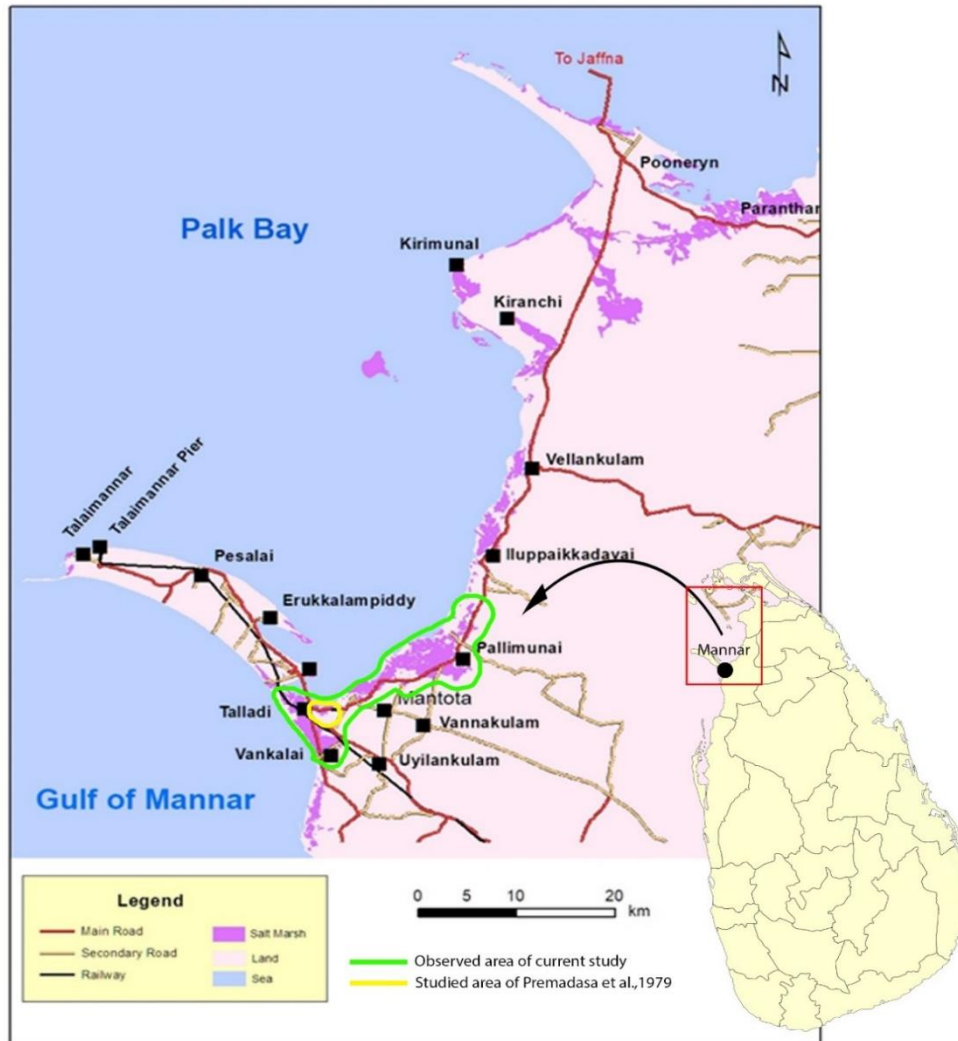 To Jaffna
N
Pooneryn
Paranthar
Palk Bay
Kirimunal
Kiranchi
Vellankulam
Talaimannar
Talaimannar Pier
Pesalai
Iluppaikkadavai
Erukkalampiddy
Mannar
Pallimunai
Talladi
Mantota
Vannakulam
Vankalai
Uyilankulam
Gulf of Mannar
Legend
Main Road
Secondary Road
Railway
Salt Marsh
Land
Sea
0 5 10 20
km
Observed area of current study
Studied area of Premadasa et al.,1979